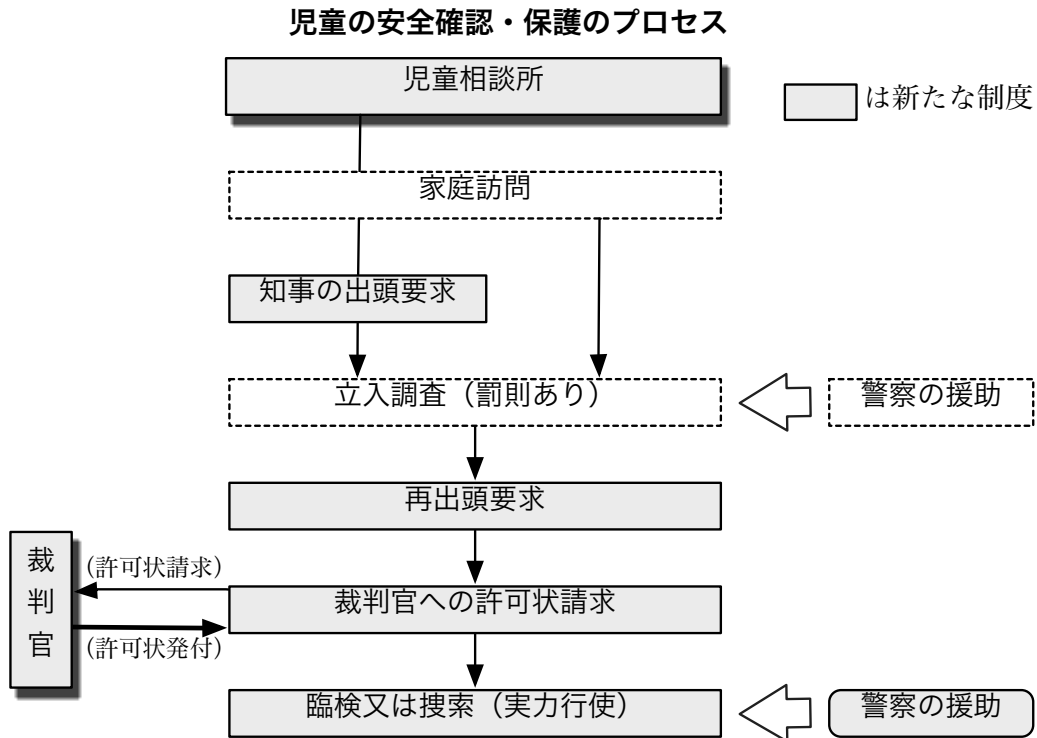 児童の安全確認・保護のプロセス
児童相談所
は新たな制度
家庭訪問
知事の出頭要求
立入調査（罰則あり）
警察の援助
再出頭要求
裁判官
（許可状請求）
裁判官への許可状請求
（許可状発付）
臨検又は捜索（実力行使）
警察の援助